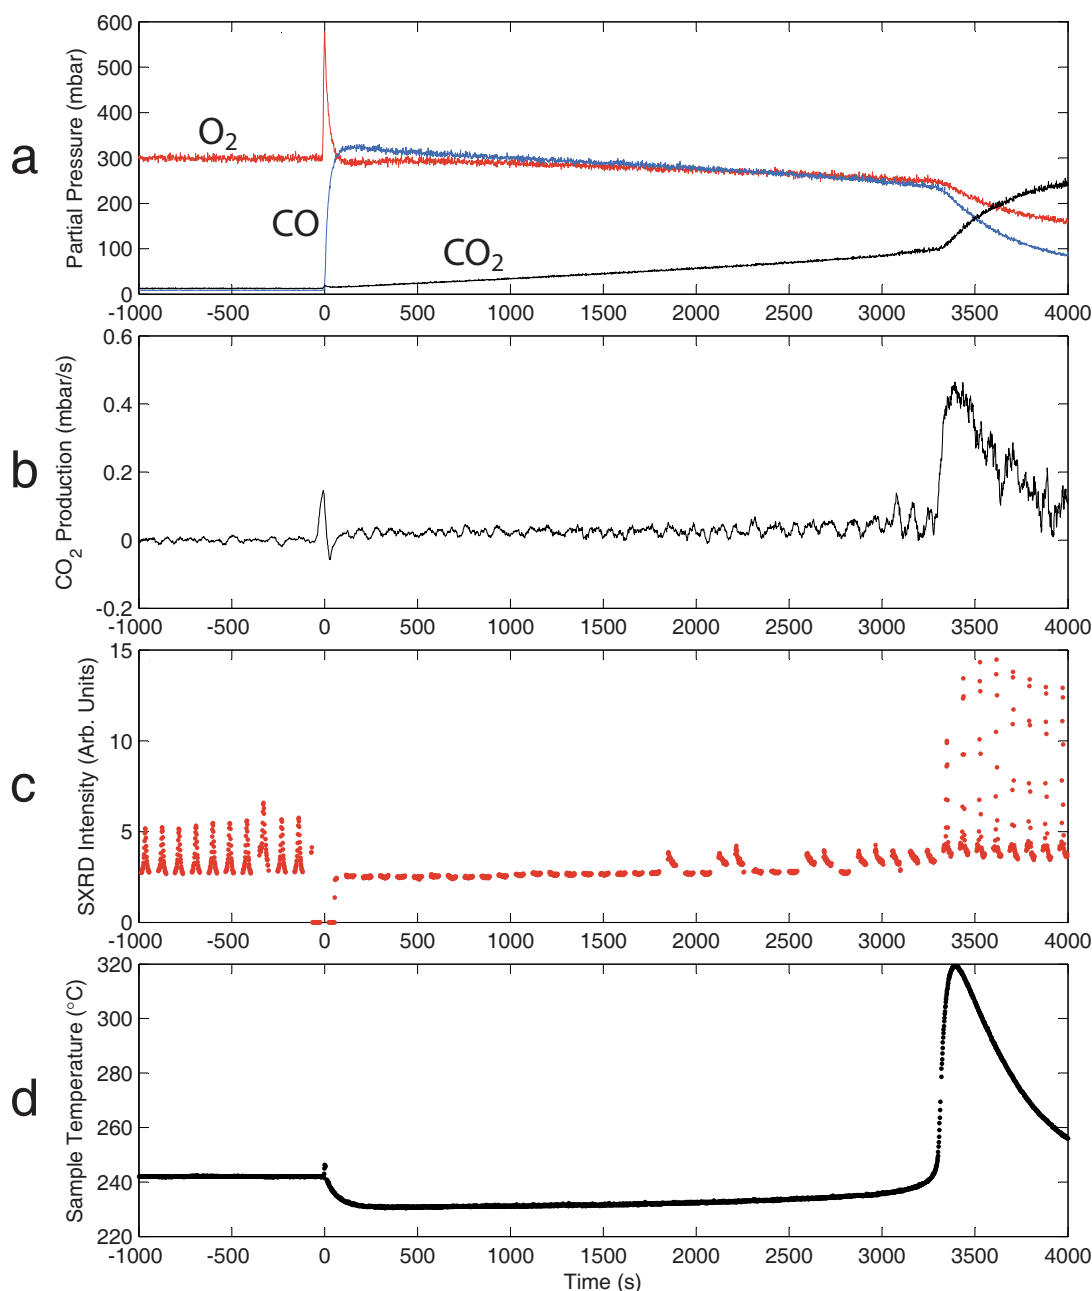 a
Partial Pressure (mbar)
600
500
400
300
200
100
0
O2
CO
CO2
-1000 -500 0 500 1000 1500 2000 2500 3000 3500 4000
b
CO2 Production (mbar/s)
0.6
0.4
0.2
0
-0.2
-1000 -500 0 500 1000 1500 2000 2500 3000 3500 4000
c
SXRD Intensity (Arb. Units)
15
10
5
0
-1000 -500 0 500 1000 1500 2000 2500 3000 3500 4000
d
Sample Temperature (°C)
320
300
280
260
240
220
-1000 -500 0 500 1000 1500 2000 2500 3000 3500 4000
Time (s)